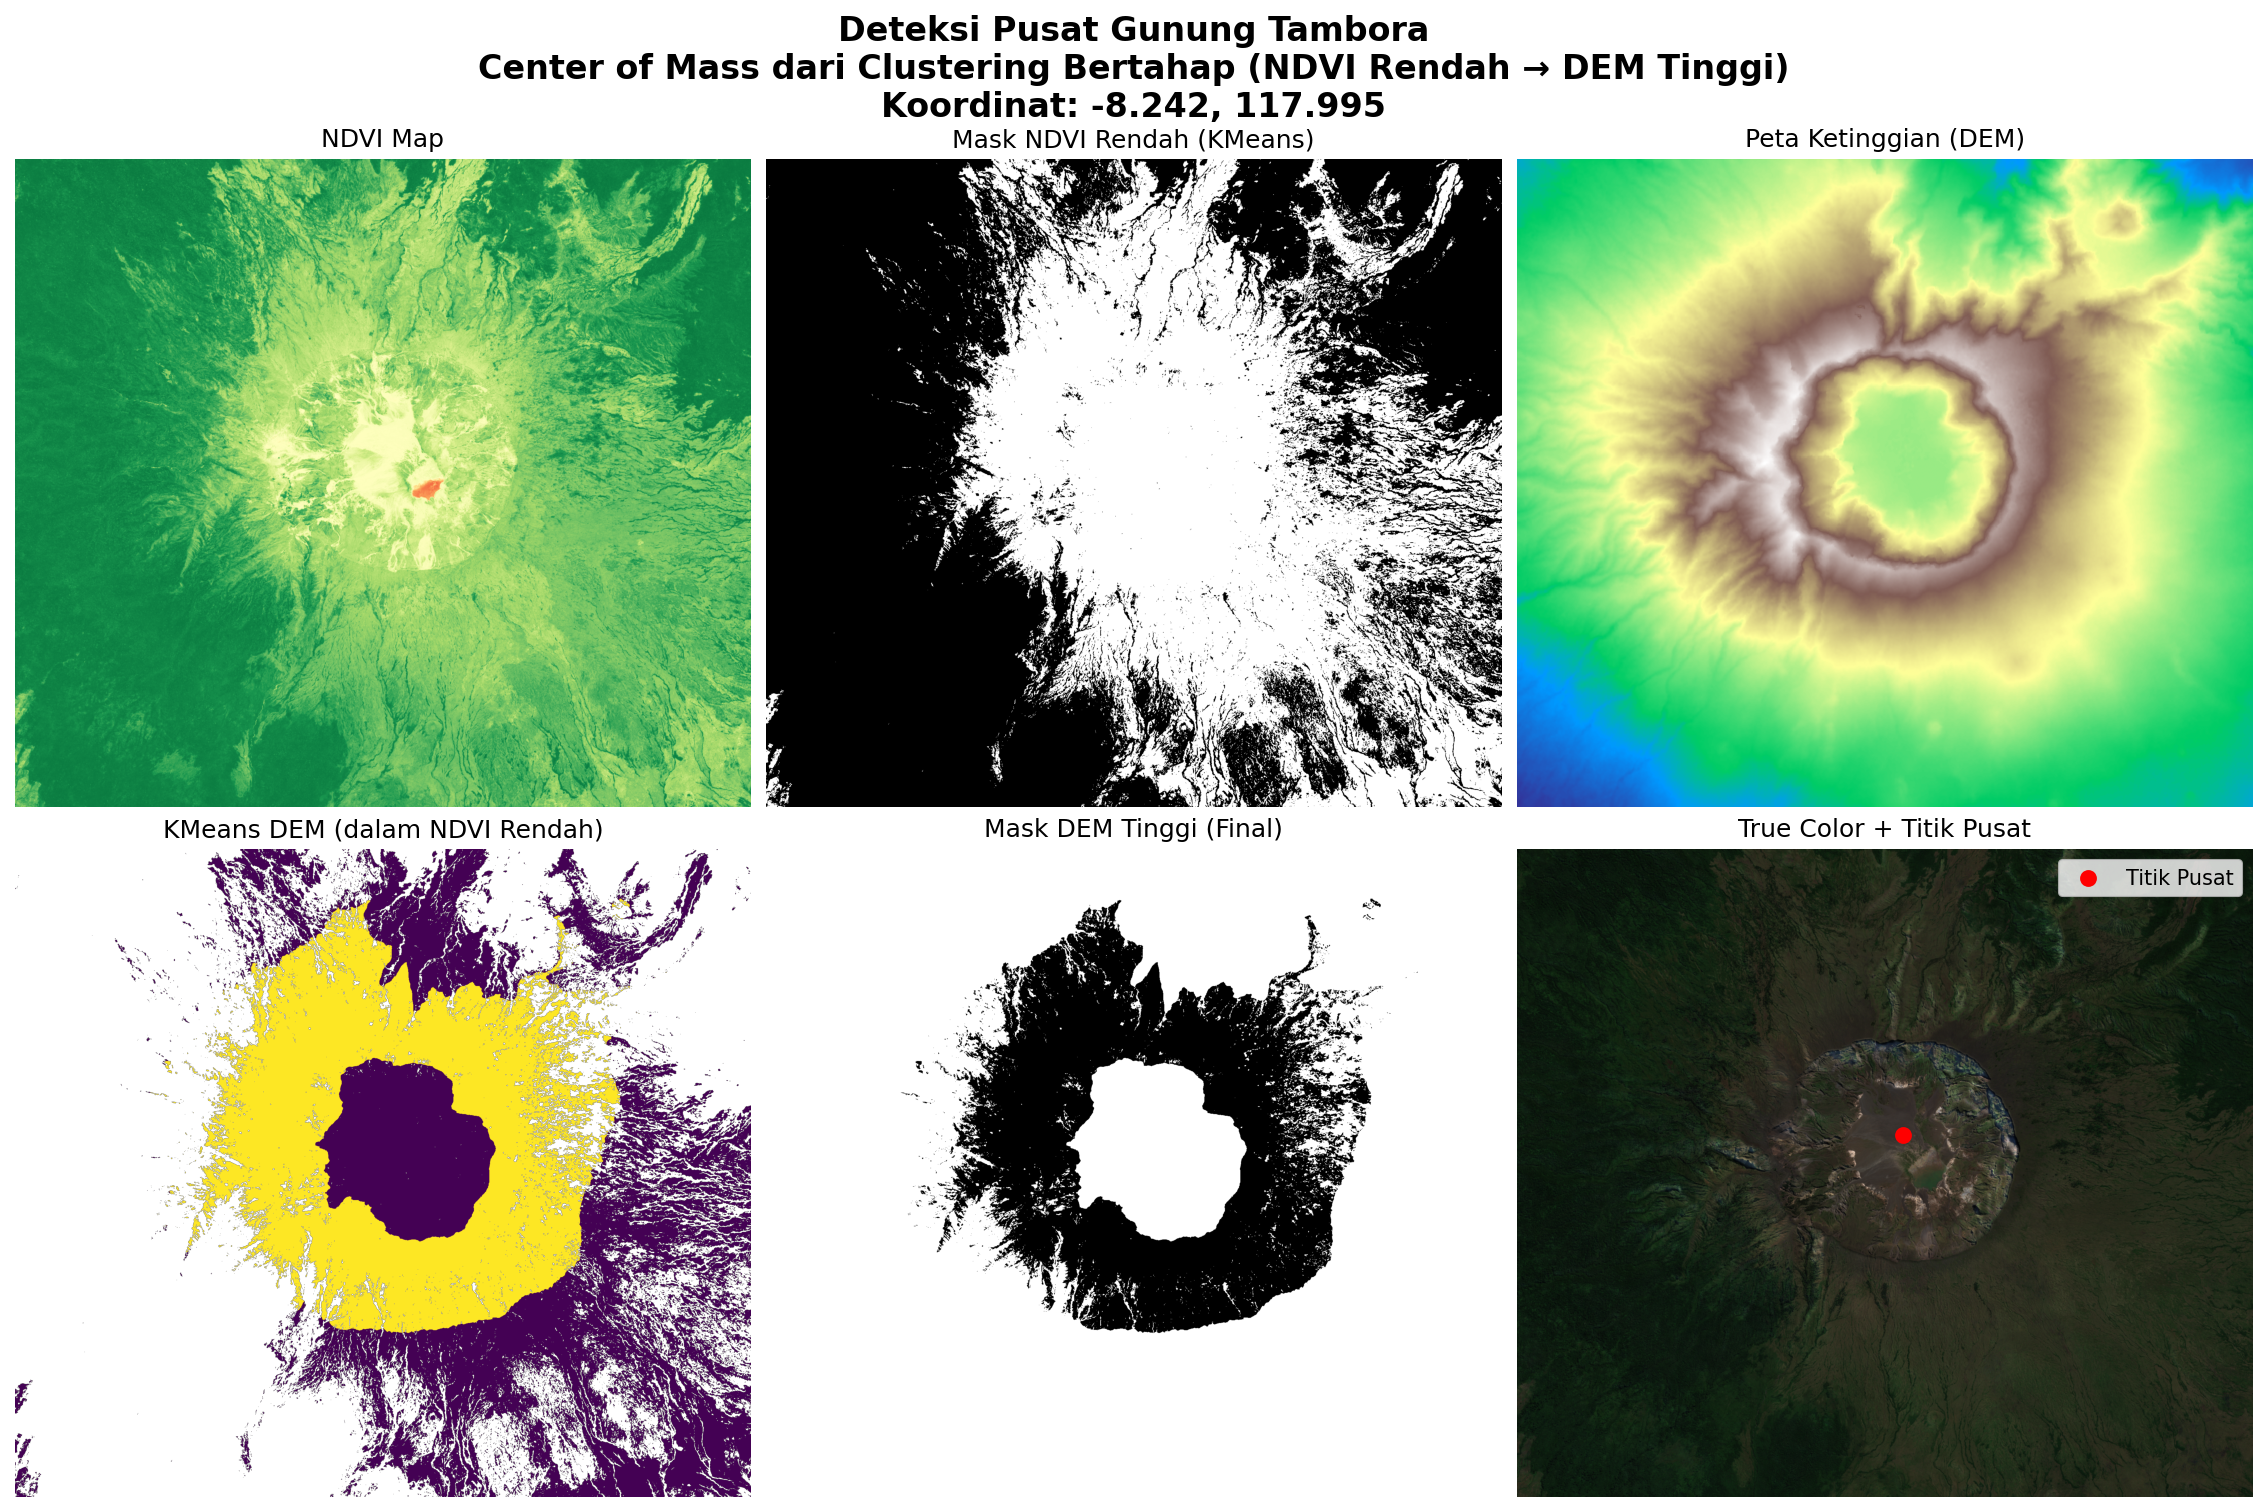 Deteksi Pusat Gunung Tambora
Center of Mass dari Clustering Bertahap (NDVI Rendah → DEM Tinggi)
Koordinat: -8.242, 117.995
NDVI Map
Mask NDVI Rendah (KMeans)
Peta Ketinggian (DEM)
KMeans DEM (dalam NDVI Rendah)
Mask DEM Tinggi (Final)
True Color + Titik Pusat
Titik Pusat